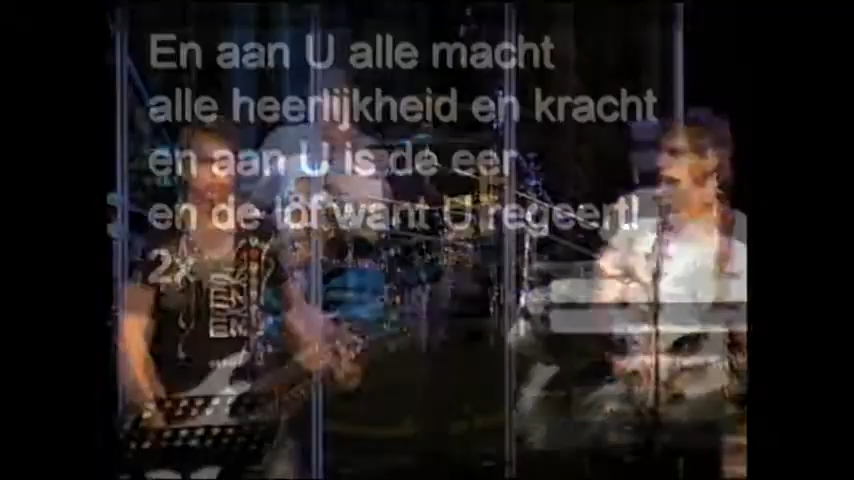 En aan U alle macht
alle heerlijkheid en kracht
en aan U is de eer
en de lof want U regeert!
2x